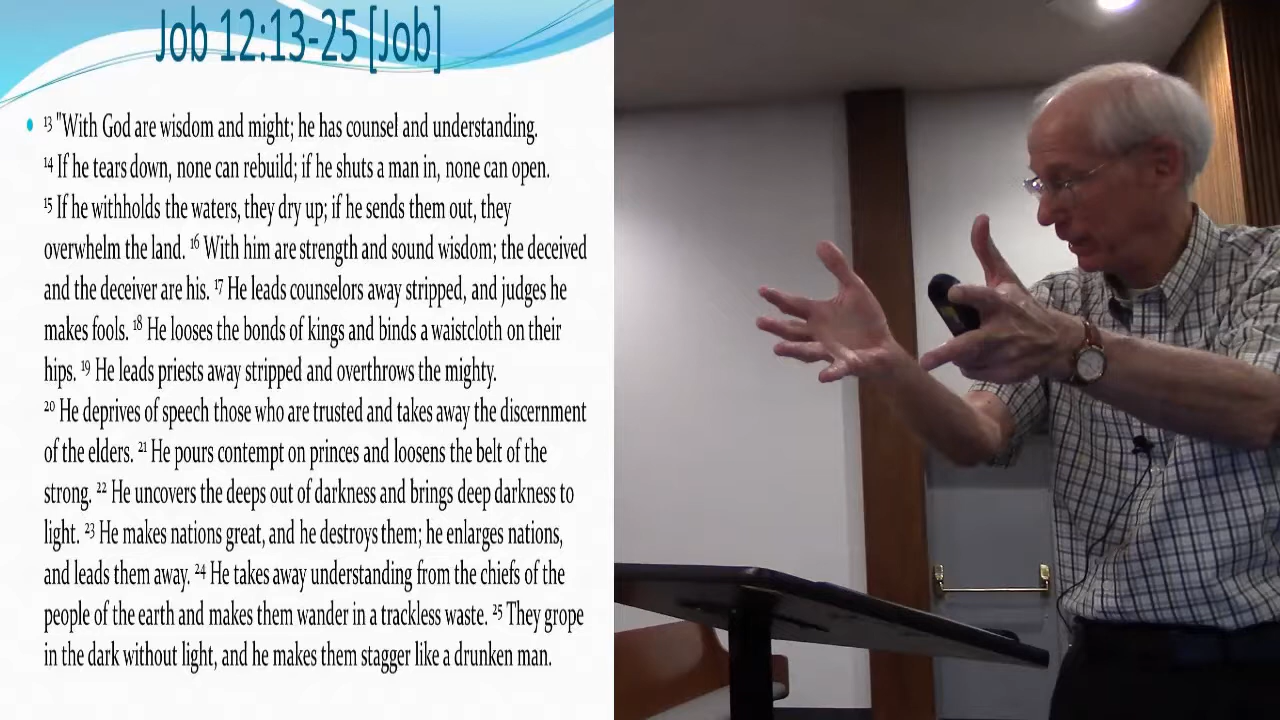 Job 12:13-25 [Job]
• ¹³ "With God are wisdom and might; he has counsel and understanding.
¹⁴ If he tears down, none can rebuild; if he shuts a man in, none can open.
¹⁵ If he withholds the waters, they dry up; if he sends them out, they
overwhelm the land. ¹⁶ With him are strength and sound wisdom; the deceived
and the deceiver are his. ¹⁷ He leads counselors away stripped, and judges he
makes fools. ¹⁸ He looses the bonds of kings and binds a waistcloth on their
hips. ¹⁹ He leads priests away stripped and overthrows the mighty.
²⁰ He deprives of speech those who are trusted and takes away the discernment
of the elders. ²¹ He pours contempt on princes and loosens the belt of the
strong. ²² He uncovers the deeps out of darkness and brings deep darkness to
light. ²³ He makes nations great, and he destroys them; he enlarges nations,
and leads them away. ²⁴ He takes away understanding from the chiefs of the
people of the earth and makes them wander in a trackless waste. ²⁵ They grope
in the dark without light, and he makes them stagger like a drunken man.